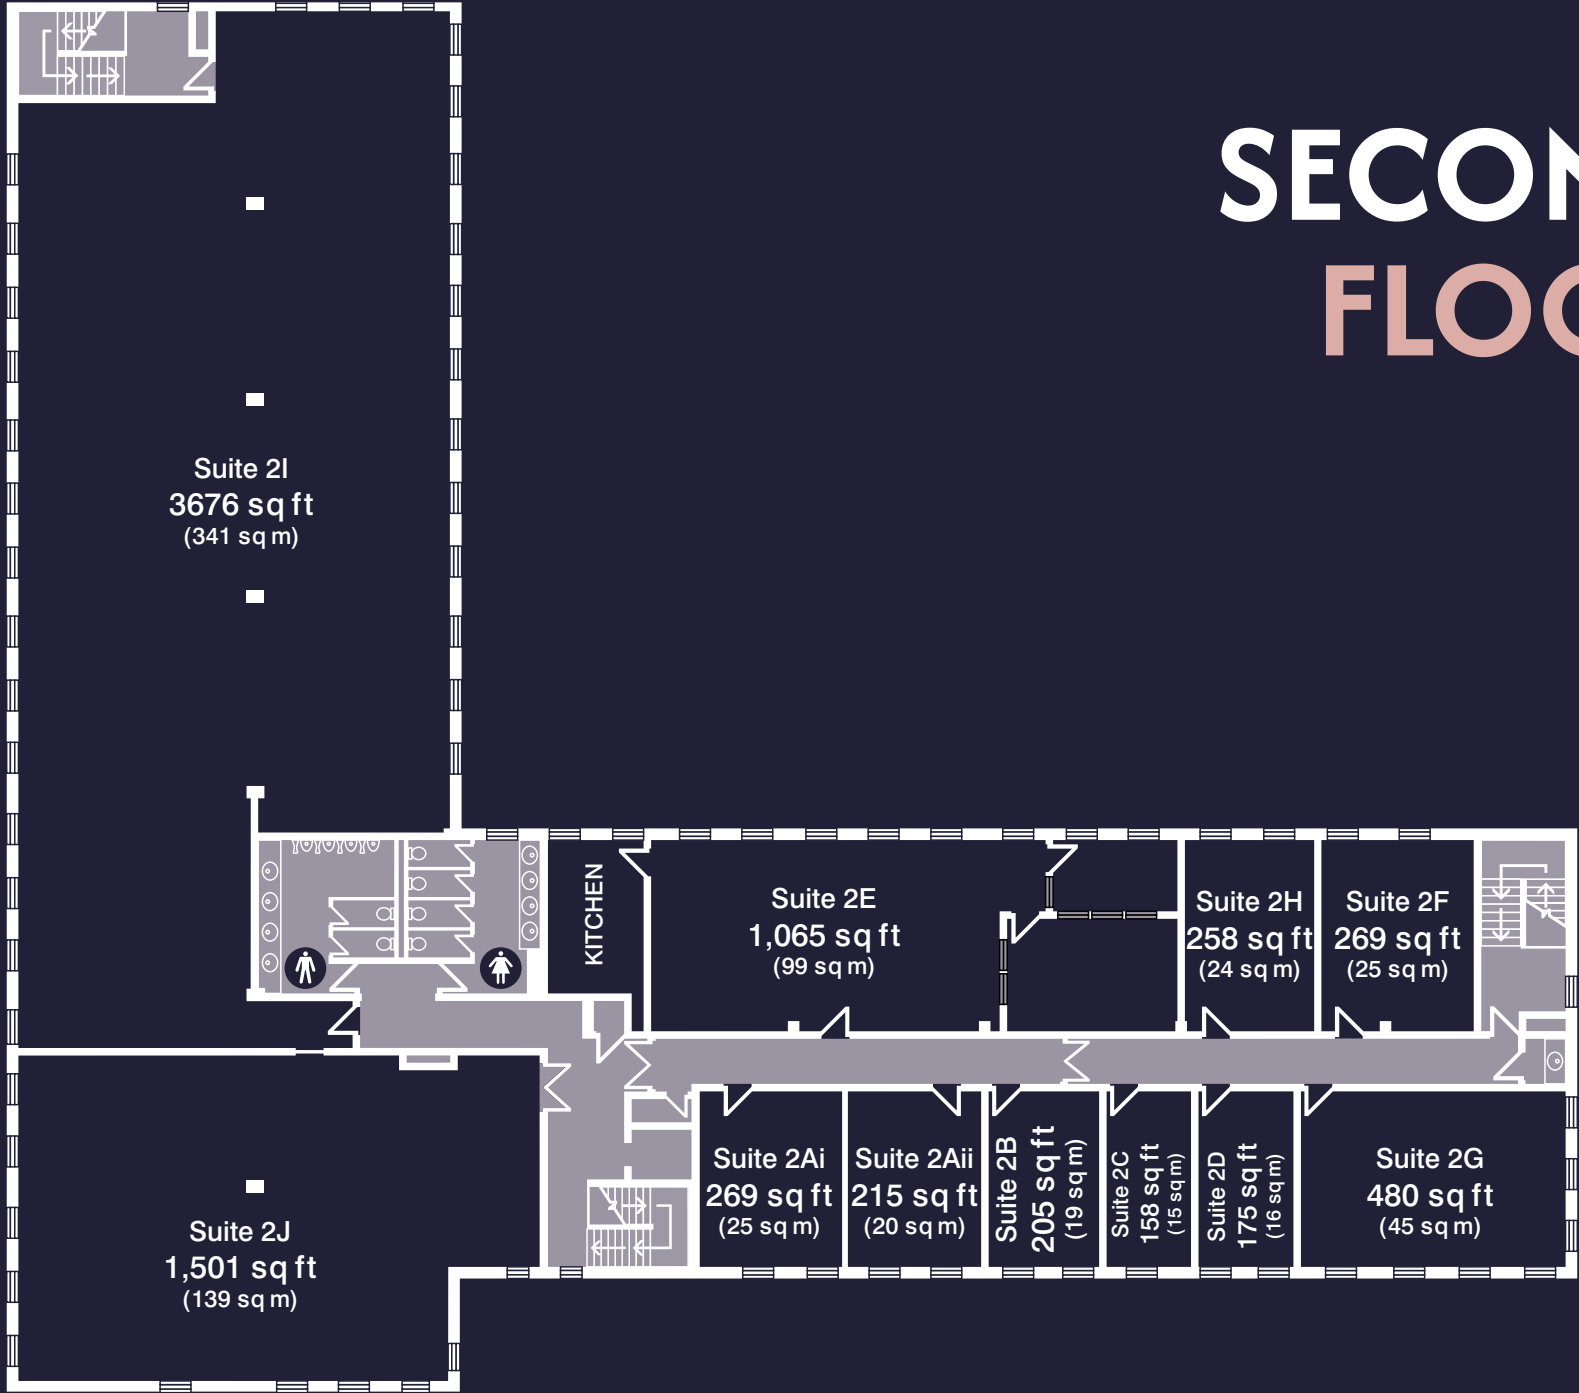 SECON
FLOO
Suite 2I
3676 sq ft
(341 sq m)
KITCHEN
Suite 2E
1,065 sq ft
(99 sq m)
Suite 2H
258 sq ft
(24 sq m)
Suite 2F
269 sq ft
(25 sq m)
Suite 2J
1,501 sq ft
(139 sq m)
Suite 2Ai
269 sq ft
(25 sq m)
Suite 2Aii
215 sq ft
(20 sq m)
Suite 2B
205 sq ft
(19 sq m)
Suite 2C
158 sq ft
(15 sq m)
Suite 2D
175 sq ft
(16 sq m)
Suite 2G
480 sq ft
(45 sq m)